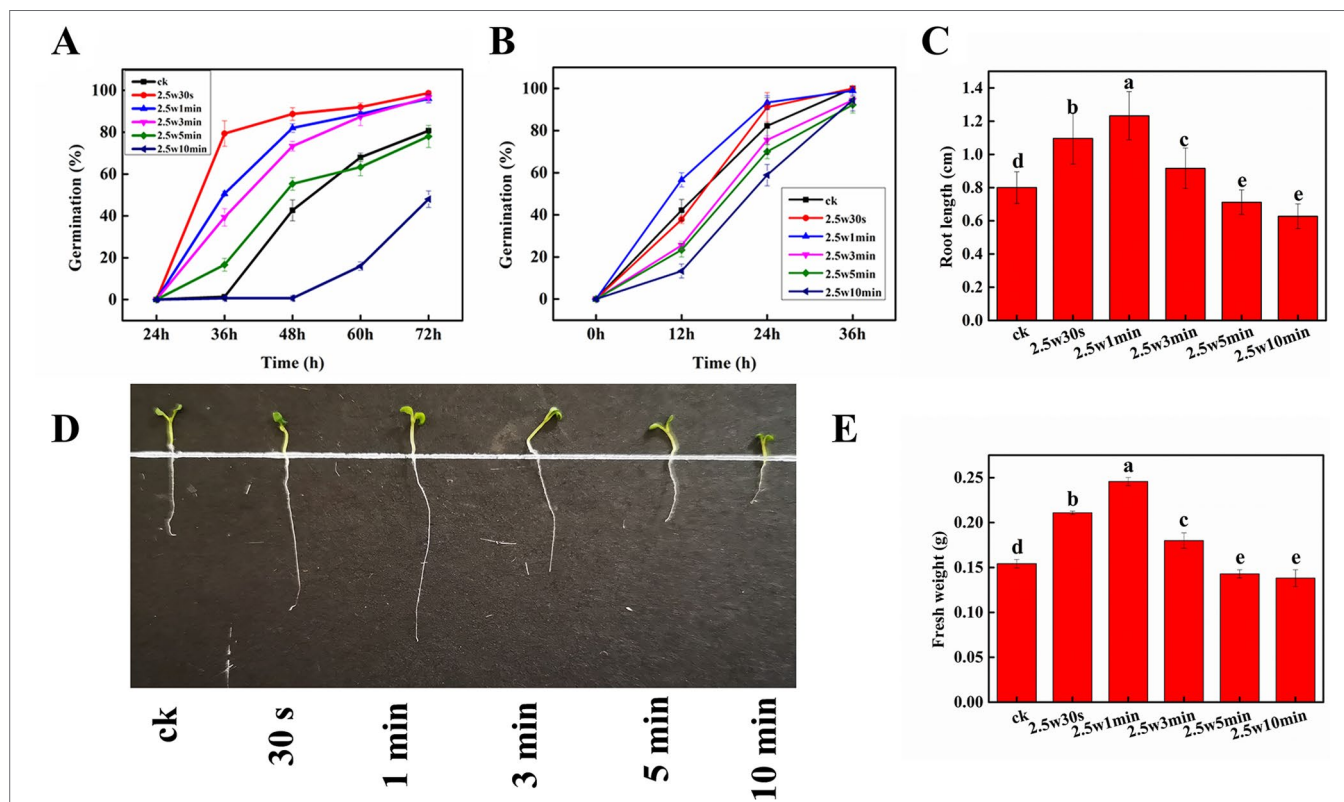 A
Germination (%)
100
80
60
40
20
0
ck
2.5w30s
2.5w1min
2.5w3min
2.5w5min
2.5w10min
24h 36h 48h 60h 72h
Time (h)
B
Germination (%)
100
80
60
40
20
0
ck
2.5w30s
2.5w1min
2.5w3min
2.5w5min
2.5w10min
0h 12h 24h 36h
Time (h)
C
Root length (cm)
1.4
1.2
1.0
0.8
0.6
0.4
0.2
0.0
d b a c e e
ck 2.5w30s 2.5w1min 2.5w3min 2.5w5min 2.5w10min
D
ck 30 s 1 min 3 min 5 min 10 min
E
Fresh weight (g)
0.25
0.20
0.15
0.10
0.05
0.00
d b a c e e
ck 2.5w30s 2.5w1min 2.5w3min 2.5w5min 2.5w10min